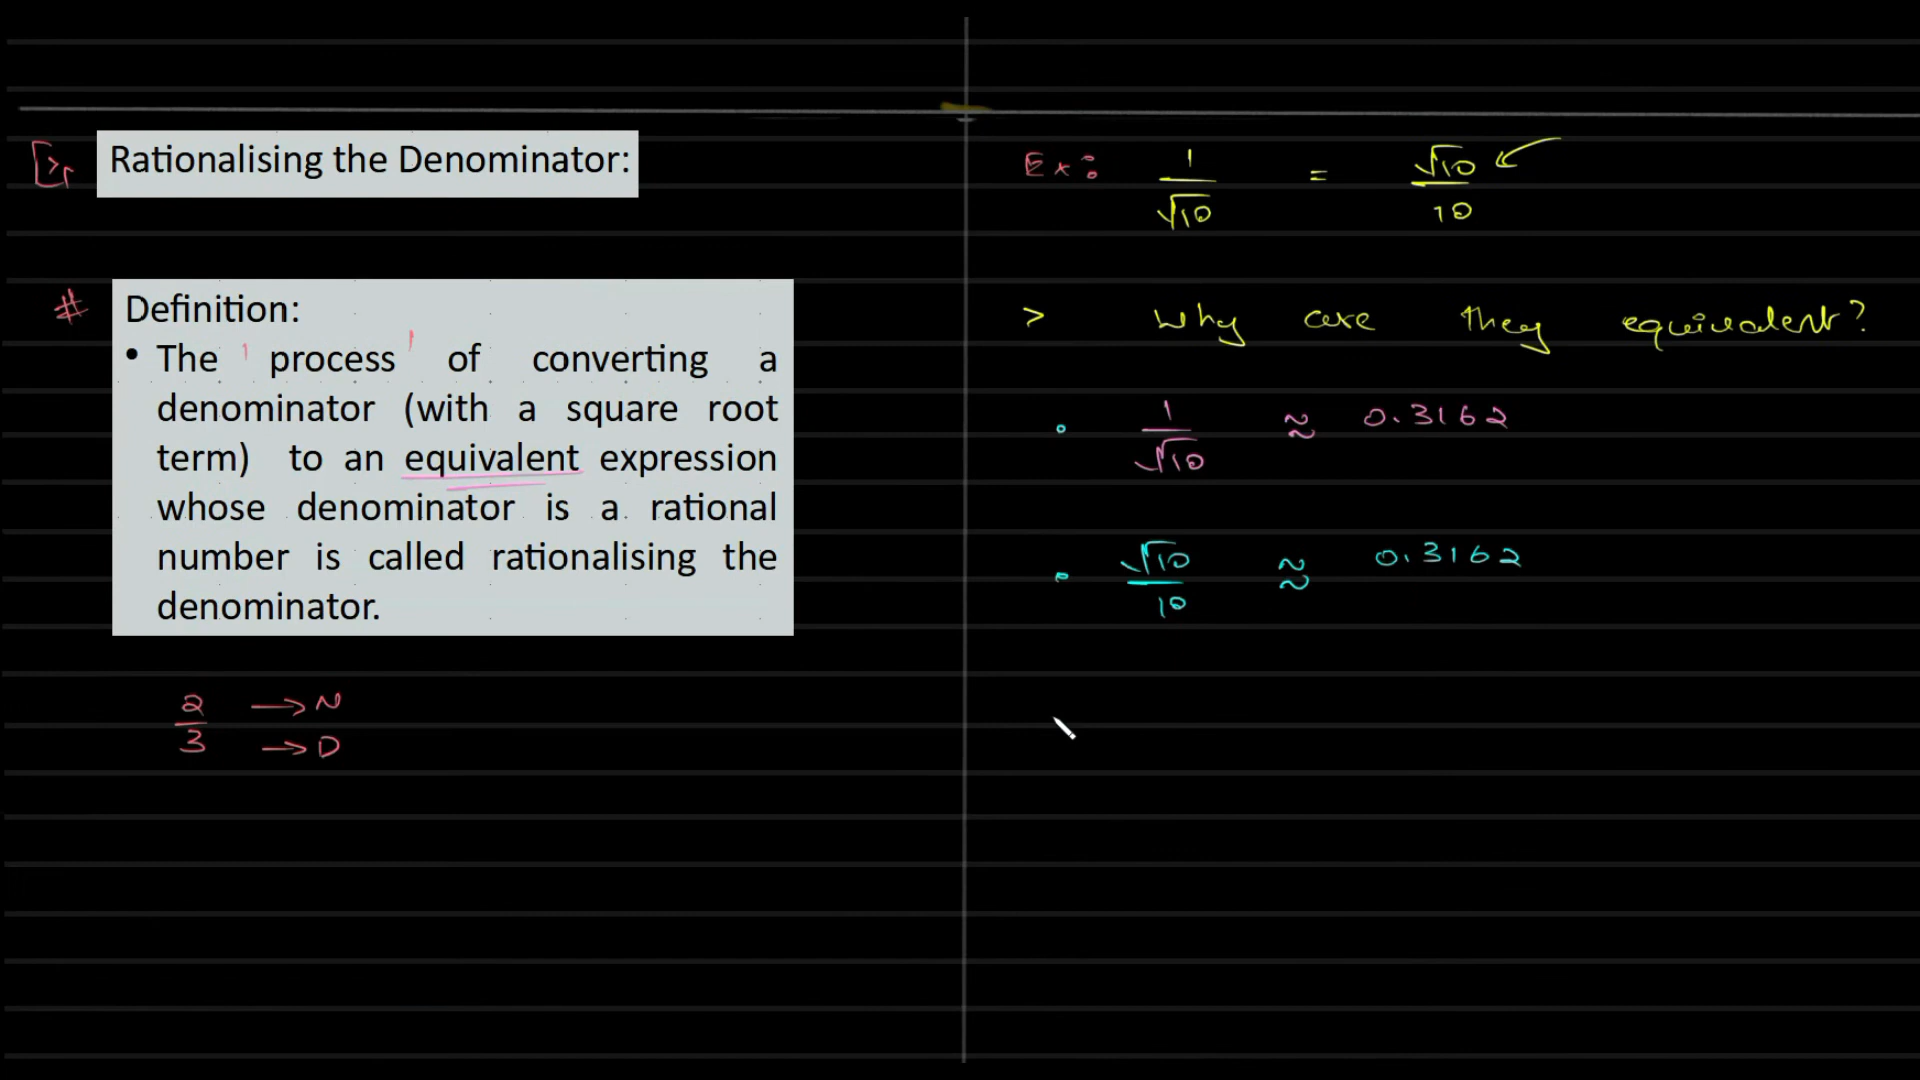 Rationalising the Denominator:
# Definition:
• The 'process' of converting a
denominator (with a square root
term) to an equivalent expression
whose denominator is a rational
number is called rationalising the
denominator.
2 → N
3 → D
Ex: 1/√10 = √10/10
> Why are they equivalent?
• 1/√10 ≈ 0.3162
• √10/10 ≈ 0.3162